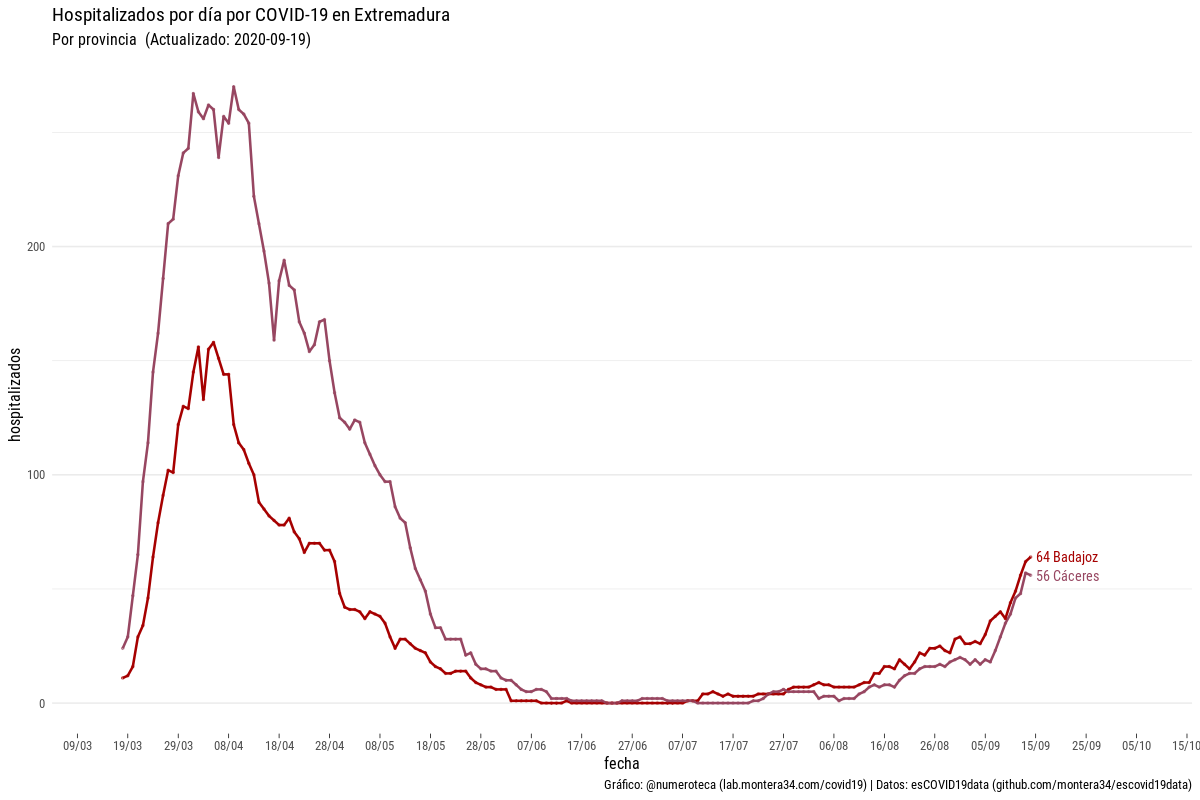 Hospitalizados por día por COVID-19 en Extremadura
Por provincia (Actualizado: 2020-09-19)
hospitalizados
200
100
0
64 Badajoz
56 Cáceres
09/03 19/03 29/03 08/04 18/04 28/04 08/05 18/05 28/05 07/06 17/06 27/06 07/07 17/07 27/07 06/08 16/08 26/08 05/09 15/09 25/09 05/10 15/10
fecha
Gráfico: @numeroteca (lab.montera34.com/covid19) | Datos: esCOVID19data (github.com/montera34/escovid19data)